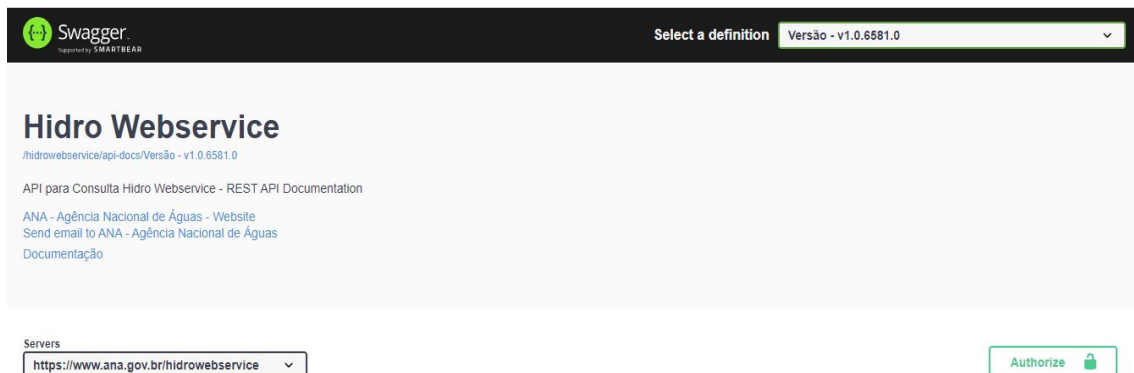 Swagger.
Supported by SMARTBEAR
Select a definition
Versão - v1.0.6581.0
Hidro Webservice
/hidrowebservice/api-docs/Versão - v1.0.6581.0
API para Consulta Hidro Webservice - REST API Documentation
ANA - Agência Nacional de Águas - Website
Send email to ANA - Agência Nacional de Águas
Documentação
Servers
https://www.ana.gov.br/hidrowebservice
Authorize